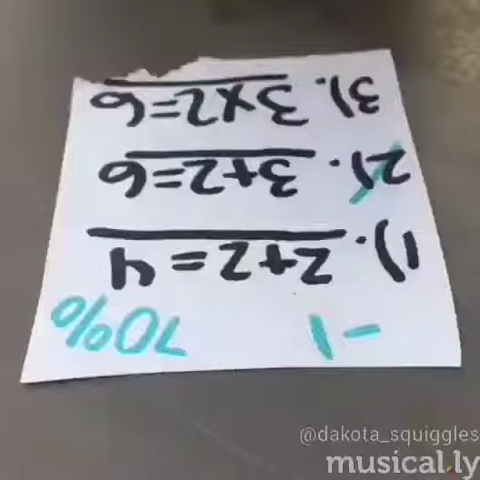 -1 70%
1). 2+2=4
2). 3+2=6
3). 3x2=6
@dakota_squiggles
musical.ly